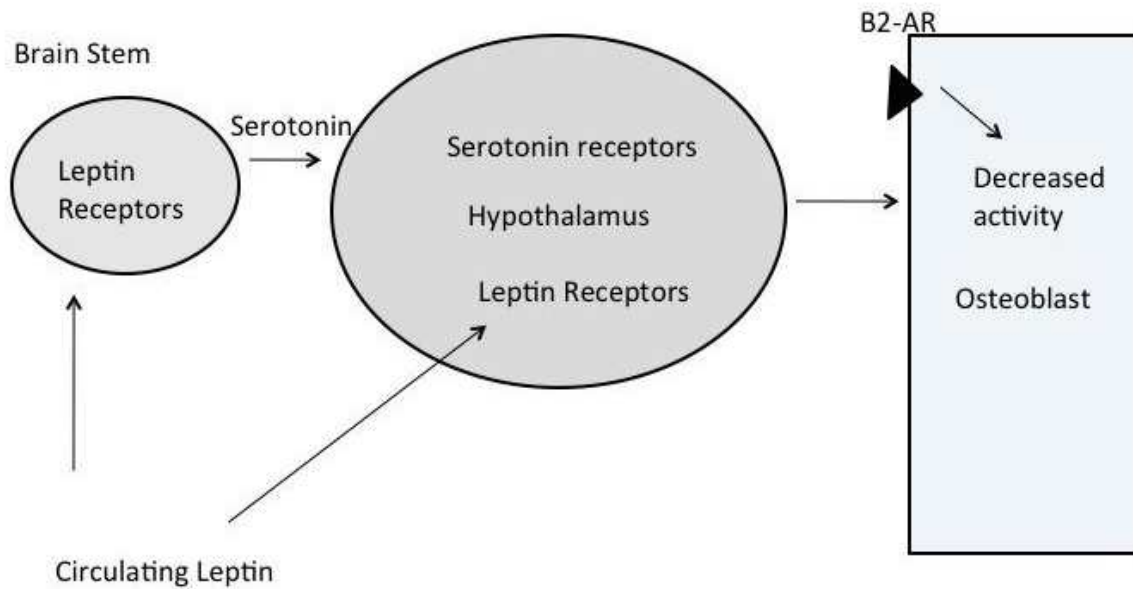 B2-AR
Brain Stem
Serotonin
Leptin
Receptors
Serotonin receptors
Hypothalamus
Leptin Receptors
Decreased
activity
Osteoblast
Circulating Leptin